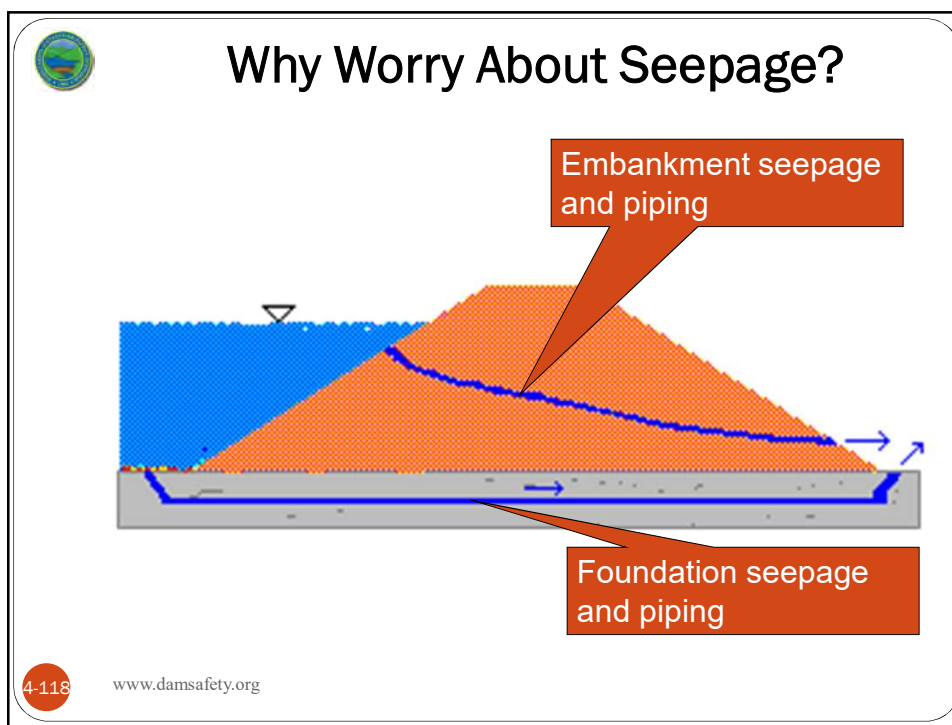 Why Worry About Seepage?
Embankment seepage
and piping
Foundation seepage
and piping
4-118
www.damsafety.org